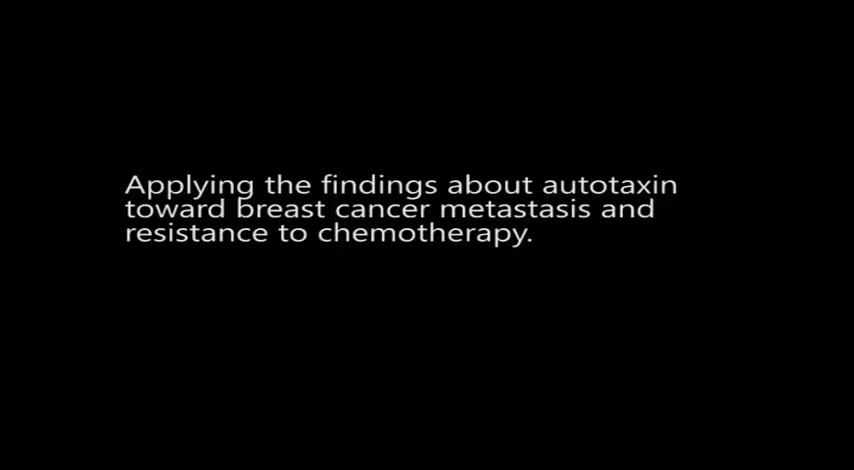 Applying the findings about autotaxin
toward breast cancer metastasis and
resistance to chemotherapy.